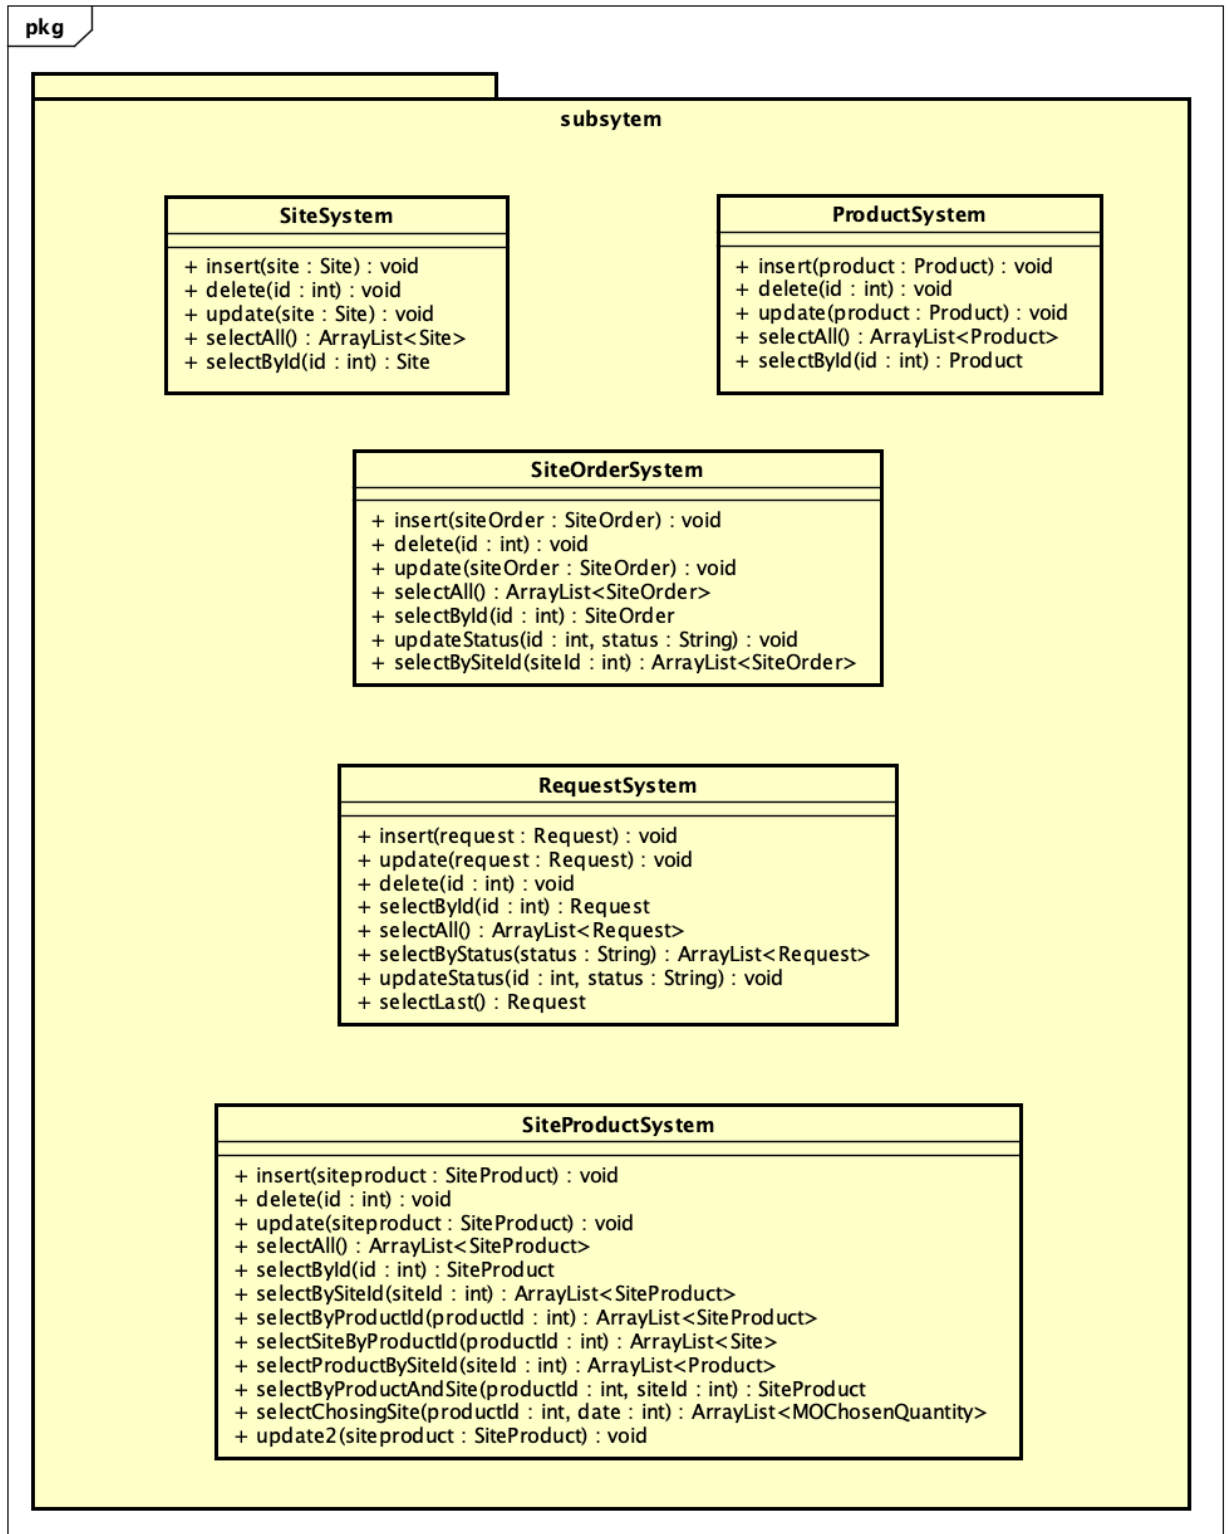 pkg
subsytem
SiteSystem
+ insert(site : Site) : void
+ delete(id : int) : void
+ update(site : Site) : void
+ selectAll() : ArrayList<Site>
+ selectById(id : int) : Site
ProductSystem
+ insert(product : Product) : void
+ delete(id : int) : void
+ update(product : Product) : void
+ selectAll() : ArrayList<Product>
+ selectById(id : int) : Product
SiteOrderSystem
+ insert(siteOrder : SiteOrder) : void
+ delete(id : int) : void
+ update(siteOrder : SiteOrder) : void
+ selectAll() : ArrayList<SiteOrder>
+ selectById(id : int) : SiteOrder
+ updateStatus(id : int, status : String) : void
+ selectBySiteId(siteId : int) : ArrayList<SiteOrder>
RequestSystem
+ insert(request : Request) : void
+ update(request : Request) : void
+ delete(id : int) : void
+ selectById(id : int) : Request
+ selectAll() : ArrayList<Request>
+ selectByStatus(status : String) : ArrayList<Request>
+ updateStatus(id : int, status : String) : void
+ selectLast() : Request
SiteProductSystem
+ insert(siteproduct : SiteProduct) : void
+ delete(id : int) : void
+ update(siteproduct : SiteProduct) : void
+ selectAll() : ArrayList<SiteProduct>
+ selectById(id : int) : SiteProduct
+ selectBySiteId(siteId : int) : ArrayList<SiteProduct>
+ selectByProductId(productId : int) : ArrayList<SiteProduct>
+ selectSiteByProductId(productId : int) : ArrayList<Site>
+ selectProductBySiteId(siteId : int) : ArrayList<Product>
+ selectByProductAndSite(productId : int, siteId : int) : SiteProduct
+ selectChosingSite(productId : int, date : int) : ArrayList<MOChosenQuantity>
+ update2(siteproduct : SiteProduct) : void